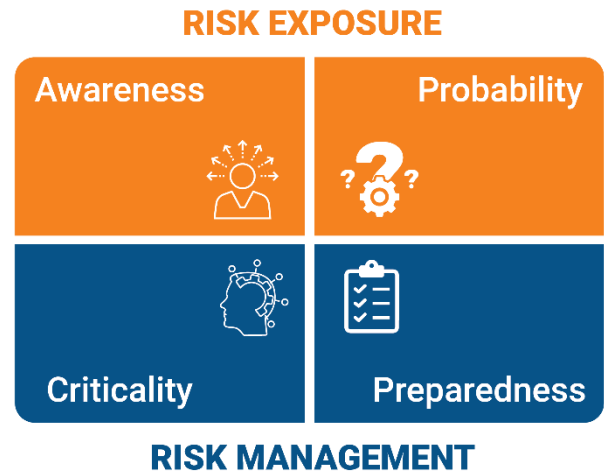 RISK EXPOSURE
Awareness
Probability
? ? ?
Criticality
Preparedness
RISK MANAGEMENT